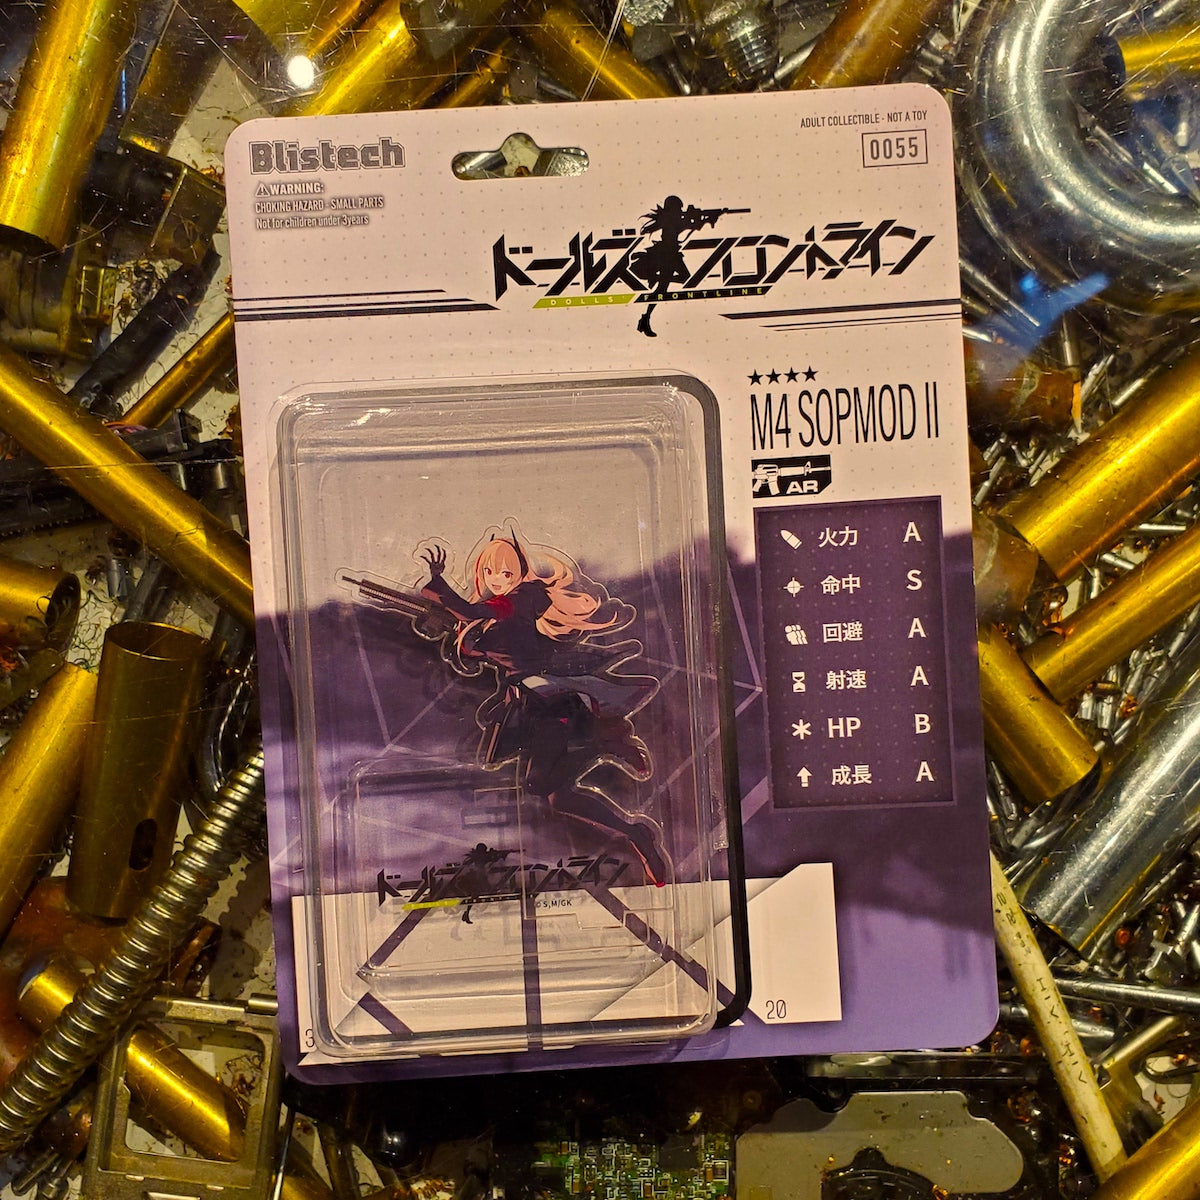 Blistech
⚠WARNING:
CHOKING HAZARD - SMALL PARTS
Not for children under 3years
ADULT COLLECTIBLE - NOT A TOY
0055
ドールズフロントライン
DOLLS' FRONTLINE
★★★★
M4 SOPMOD II
AR
火力 A
命中 S
回避 A
射速 A
HP B
成長 A
ドールズフロントライン
© S,M/GK
3
20